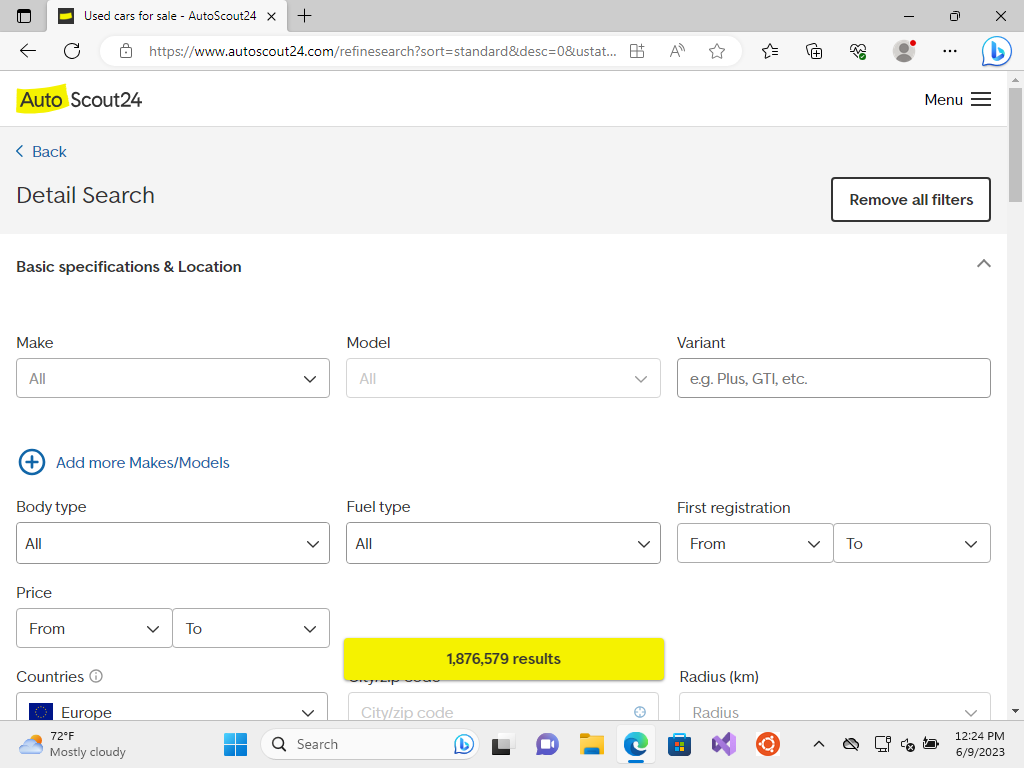 Used cars for sale - AutoScout24
https://www.autoscout24.com/refinesearch?sort=standard&desc=0&ustat...
AutoScout24
Menu
Back
Detail Search
Remove all filters
Basic specifications & Location
Make
Model
Variant
All
All
e.g. Plus, GTI, etc.
Add more Makes/Models
Body type
Fuel type
First registration
All
All
From
To
Price
From
To
1,876,579 results
Countries
City/zip code
Radius (km)
Europe
City/zip code
Radius
72°F
Mostly cloudy
Search
12:24 PM
6/9/2023